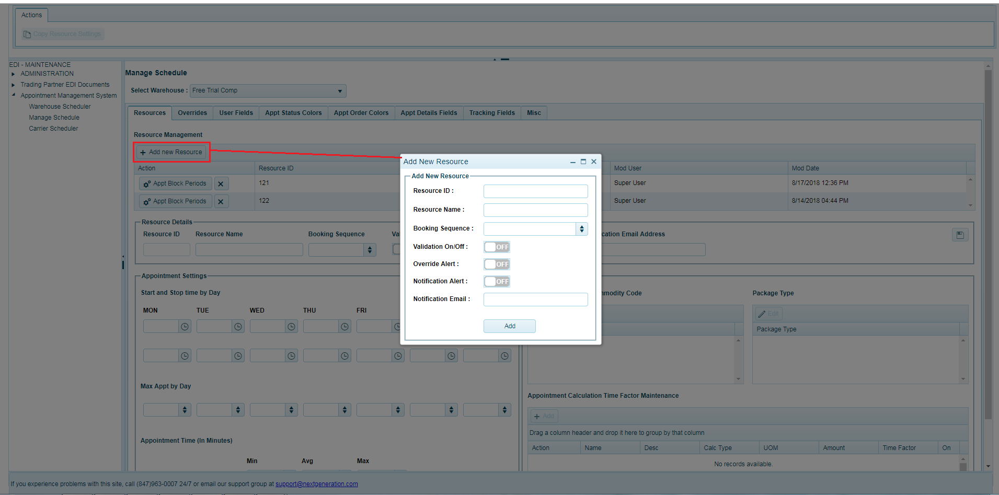 Actions
Copy Resource Settings
EDI - MAINTENANCE
ADMINISTRATION
Trading Partner EDI Documents
Appointment Management System
Warehouse Scheduler
Manage Schedule
Carrier Scheduler
Manage Schedule
Select Warehouse : Free Trial Comp
Resources Overrides User Fields Appt Status Colors Appt Order Colors Appt Details Fields Tracking Fields Misc
Resource Management
+ Add new Resource
Action Resource ID Mod User Mod Date
Appt Block Periods 121 Super User 8/17/2018 12:36 PM
Appt Block Periods 122 Super User 8/14/2018 04:44 PM
Resource Details
Resource ID Resource Name Booking Sequence Va cation Email Address
Appointment Settings
Start and Stop time by Day
MON TUE WED THU FRI
Max Appt by Day
Appointment Time (In Minutes)
Min Avg Max
Add New Resource
Add New Resource
Resource ID :
Resource Name :
Booking Sequence :
Validation On/Off : OFF
Override Alert : OFF
Notification Alert : OFF
Notification Email :
Add
mmodity Code
Package Type
Edit
Package Type
Appointment Calculation Time Factor Maintenance
+ Add
Drag a column header and drop it here to group by that column
Action Name Desc Calc Type UOM Amount Time Factor On
No records available.
If you experience problems with this site, call (847)963-0007 24/7 or email our support group at support@nextgeneration.com